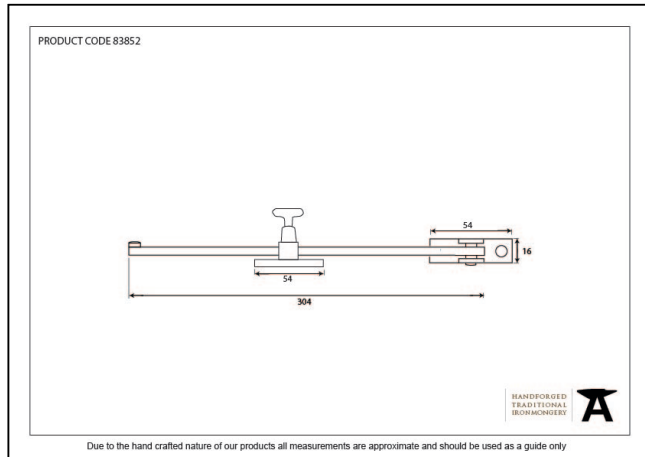 PRODUCT CODE 83852
54
16
54
304
HANDFORGED
TRADITIONAL
IRONMONGERY
Due to the hand crafted nature of our products all measurements are approximate and should be used as a guide only